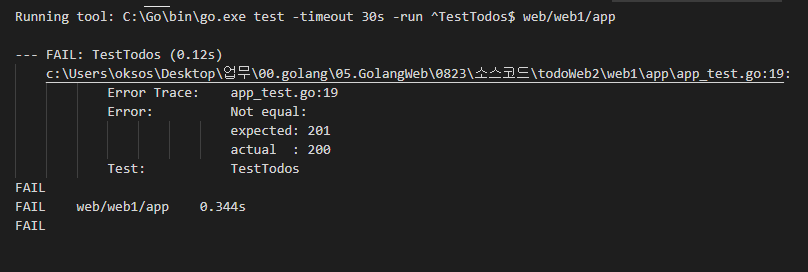 Running tool: C:\Go\bin\go.exe test -timeout 30s -run ^TestTodos$ web/web1/app
--- FAIL: TestTodos (0.12s)
c:\Users\oksos\Desktop\업무\00.golang\05.GolangWeb\0823\소스코드\todoWeb2\web1\app\app_test.go:19:
Error Trace: app_test.go:19
Error: Not equal:
expected: 201
actual  : 200
Test: TestTodos
FAIL
FAIL web/web1/app 0.344s
FAIL